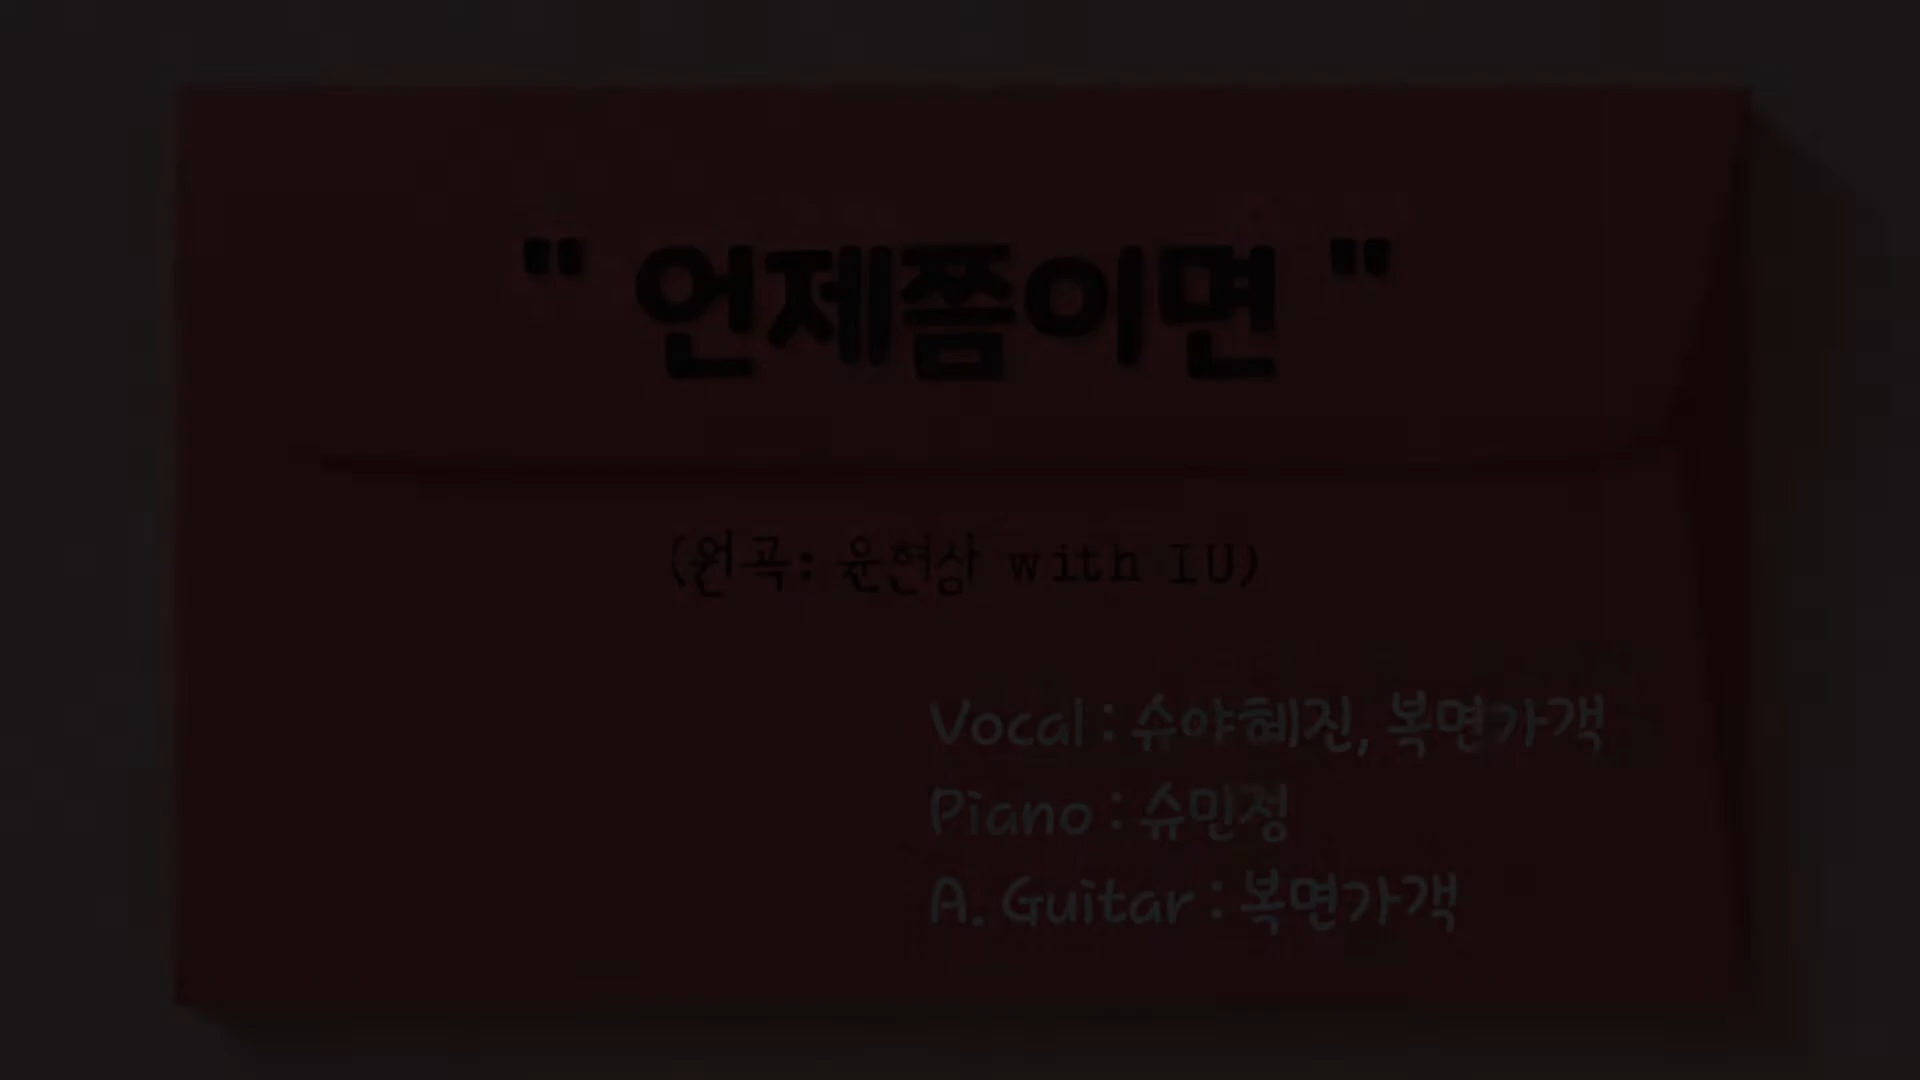 " 언제쯤이면 "
(원곡: 윤현상 with IU)
Vocal : 슈야혜진, 복면가객
Piano : 슈민정
A. Guitar : 복면가객